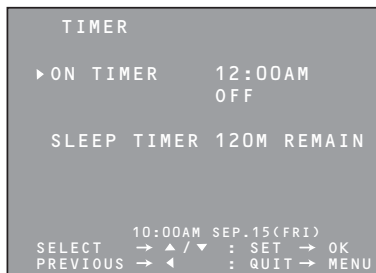 TIMER
▶ON TIMER 12:00AM
OFF
SLEEP TIMER 120M REMAIN
10:00AM SEP.15(FRI)
SELECT → ▲/▼ : SET → OK
PREVIOUS → ◀ : QUIT → MENU